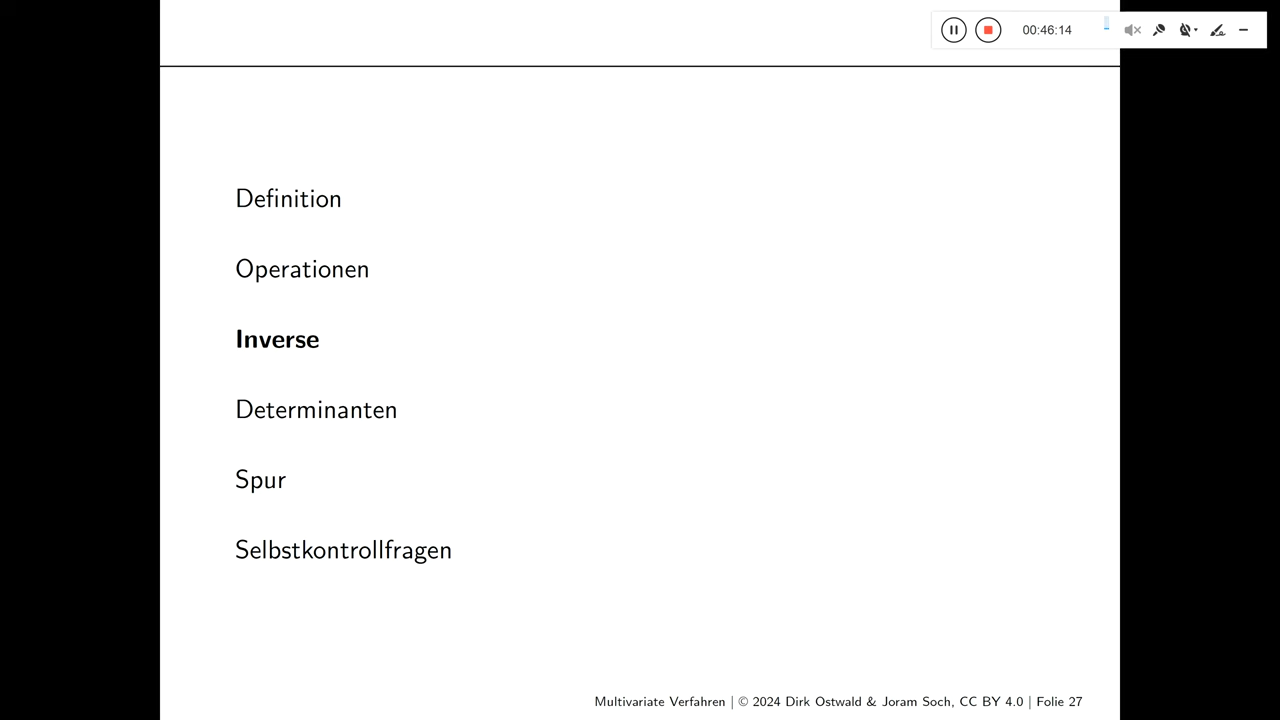 00:46:14
Definition
Operationen
Inverse
Determinanten
Spur
Selbstkontrollfragen
Multivariate Verfahren | © 2024 Dirk Ostwald & Joram Soch, CC BY 4.0 | Folie 27